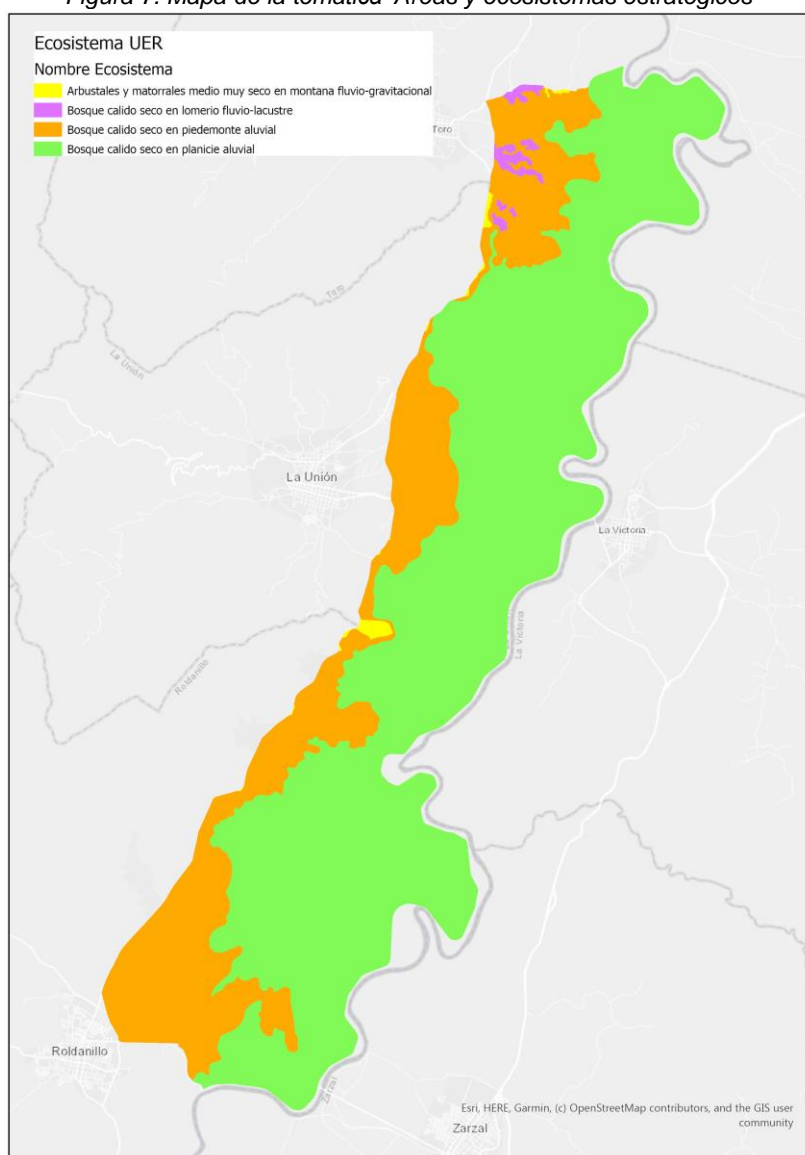 Figura 7. Mapa de la temática Áreas y ecosistemas estratégicos
Ecosistema UER
Nombre Ecosistema
Arbustales y matorrales medio muy seco en montana fluvio-gravitacional
Bosque calido seco en lomerio fluvio-lacustre
Bosque calido seco en piedemonte aluvial
Bosque calido seco en planicie aluvial
Toro
Toro
La Unión
La Unión
La Victoria
La Victoria
Roldanillo
Roldanillo
Zarzal
Esri, HERE, Garmin, (c) OpenStreetMap contributors, and the GIS user
community
Zarzal